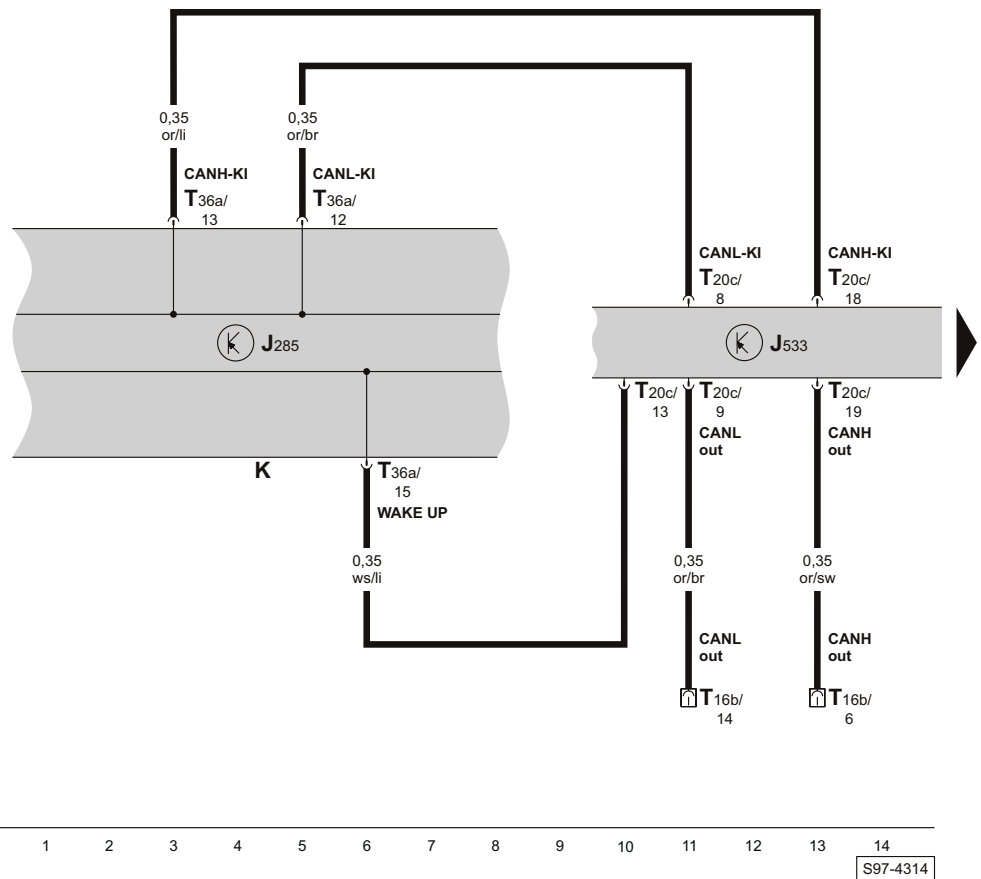 0,35
or/li
0,35
or/br
CANH-KI
T36a/
13
CANL-KI
T36a/
12
CANL-KI
T20c/
8
CANH-KI
T20c/
18
J285
J533
T20c/
13
T20c/
9
CANL
out
T20c/
19
CANH
out
K
T36a/
15
WAKE UP
0,35
ws/li
0,35
or/br
0,35
or/sw
CANL
out
CANH
out
T16b/
14
T16b/
6
1 2 3 4 5 6 7 8 9 10 11 12 13 14
S97-4314